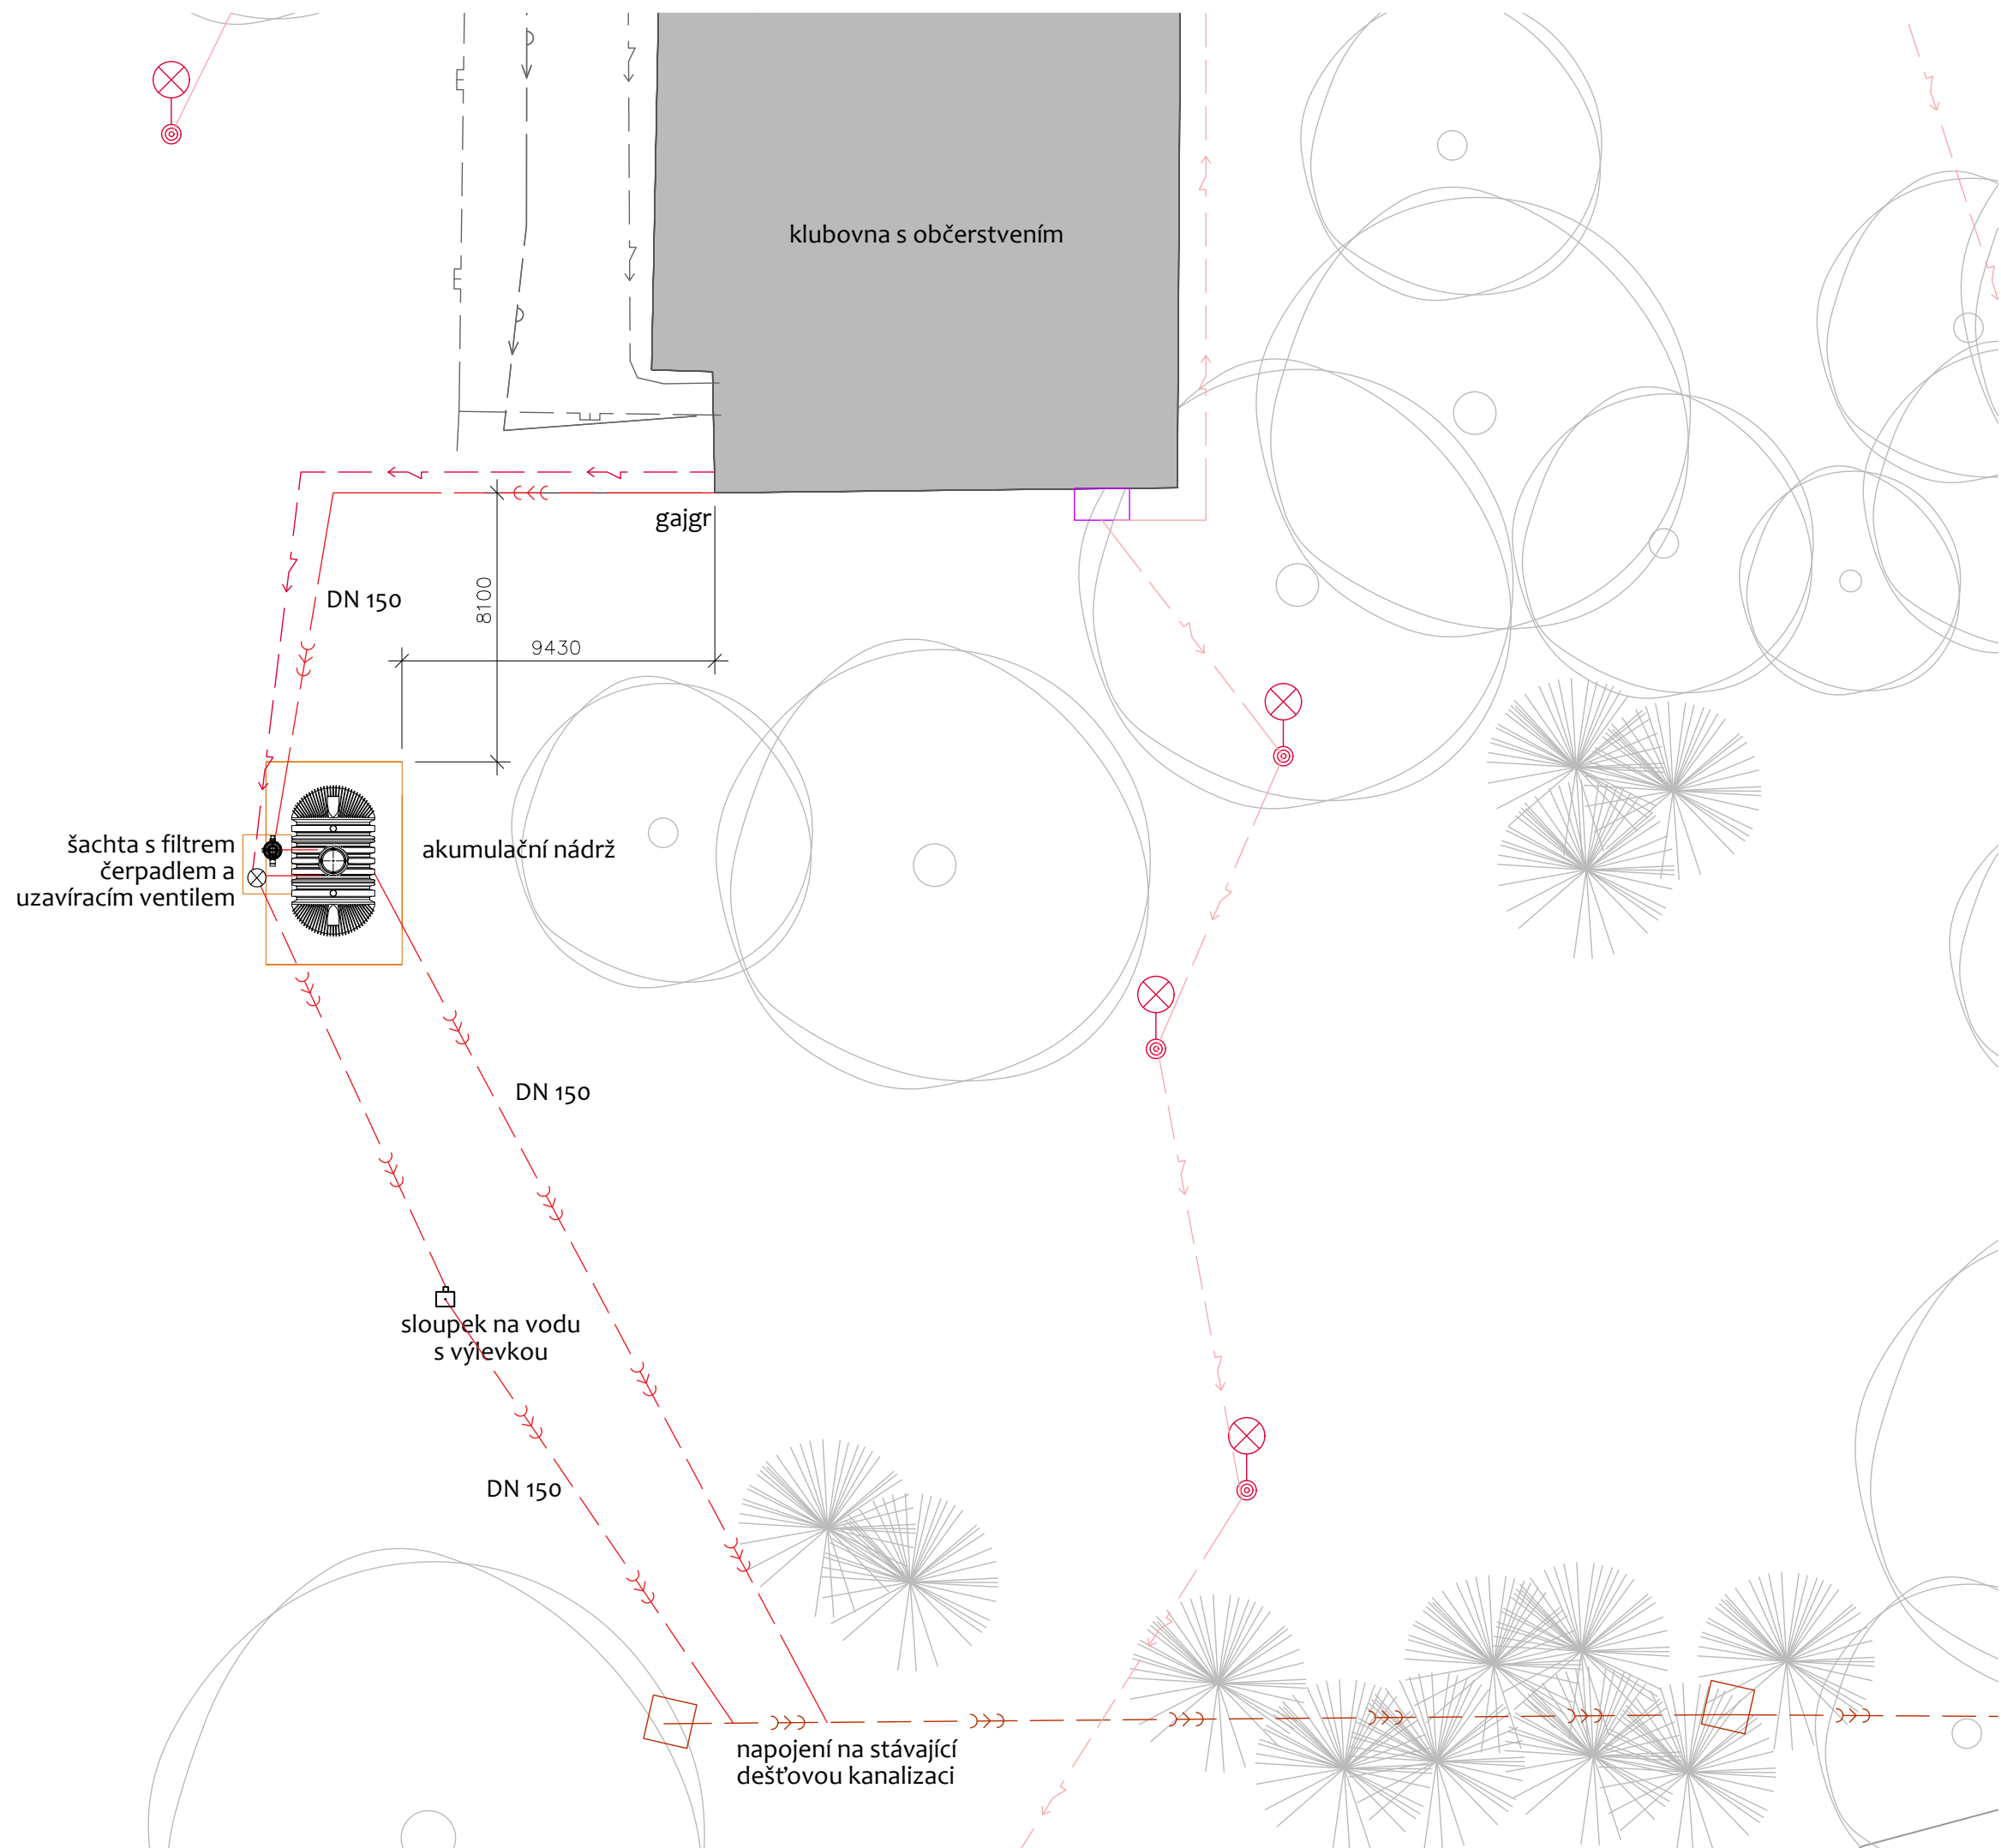 klubovna s občerstvením
gajgr
DN 150
8100
9430
šachta s filtrem
čerpadlem a
uzavíracím ventilem
akumulační nádrž
DN 150
sloupek na vodu
s výlevkou
DN 150
napojení na stávající
dešťovou kanalizaci